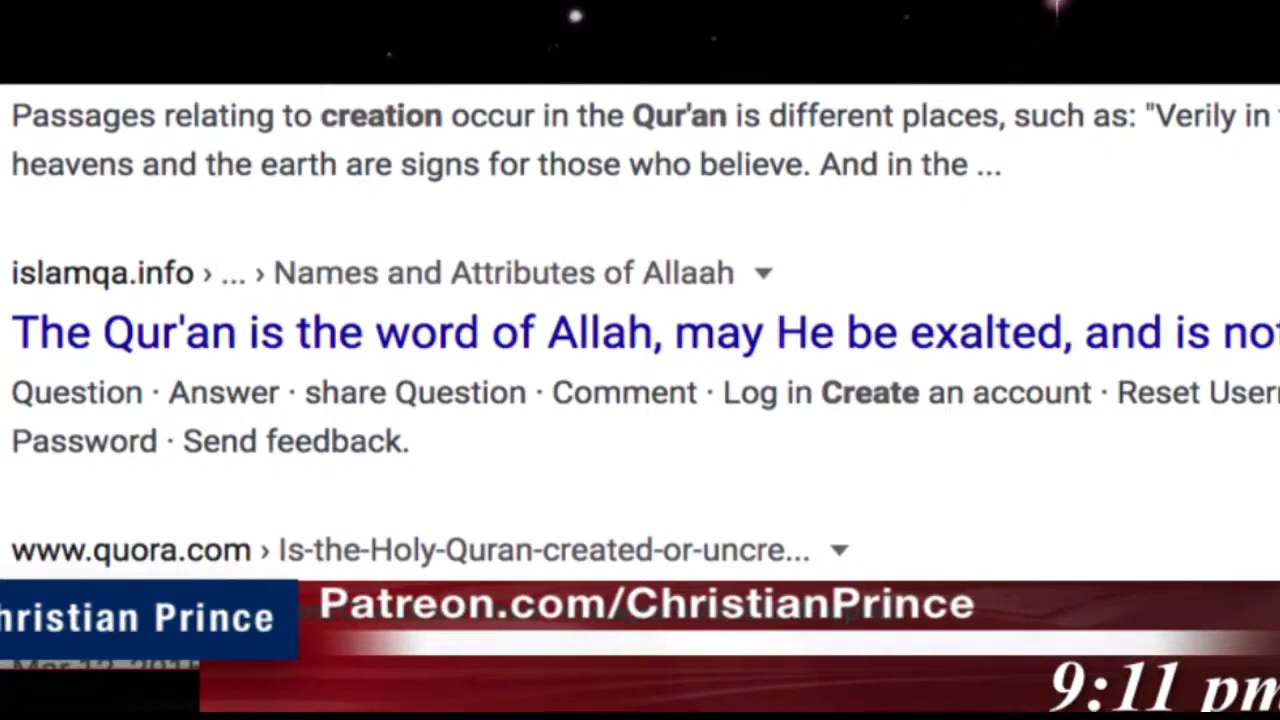 Passages relating to creation occur in the Qur'an is different places, such as: "Verily in
heavens and the earth are signs for those who believe. And in the ...
islamqa.info › ... › Names and Attributes of Allaah
The Qur'an is the word of Allah, may He be exalted, and is no
Question · Answer · share Question · Comment · Log in Create an account · Reset User
Password · Send feedback.
www.quora.com › Is-the-Holy-Quran-created-or-uncre...
hristian Prince
Patreon.com/ChristianPrince
9:11 pm